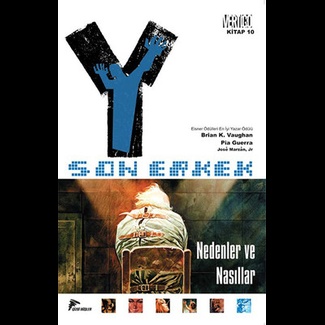 VERTIGO
KİTAP 10
Y
Eisner Ödülleri En İyi Yazar Ödülü
Brian K. Vaughan
Pia Guerra
José Marzán, Jr
SON ERKEK
Nedenler ve
Nasıllar